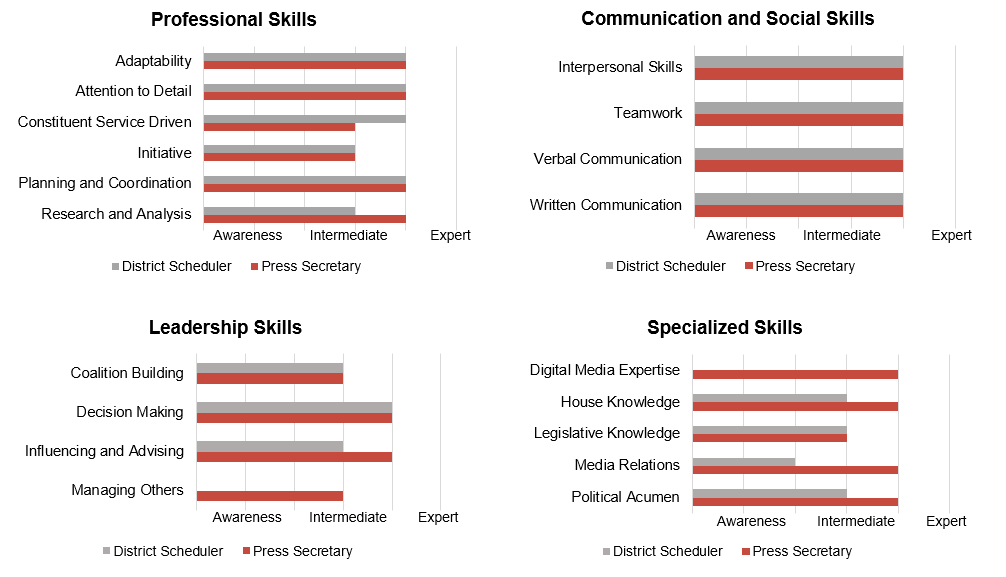 Professional Skills
Adaptability
Attention to Detail
Constituent Service Driven
Initiative
Planning and Coordination
Research and Analysis
Awareness Intermediate Expert
District Scheduler Press Secretary
Communication and Social Skills
Interpersonal Skills
Teamwork
Verbal Communication
Written Communication
Awareness Intermediate Expert
District Scheduler Press Secretary
Leadership Skills
Coalition Building
Decision Making
Influencing and Advising
Managing Others
Awareness Intermediate Expert
District Scheduler Press Secretary
Specialized Skills
Digital Media Expertise
House Knowledge
Legislative Knowledge
Media Relations
Political Acumen
Awareness Intermediate Expert
District Scheduler Press Secretary